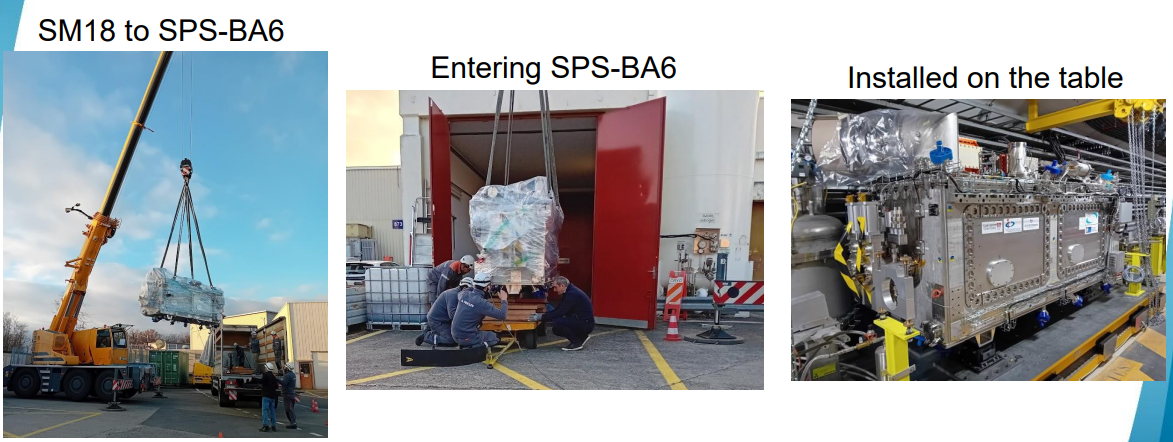 SM18 to SPS-BA6
Entering SPS-BA6
Installed on the table